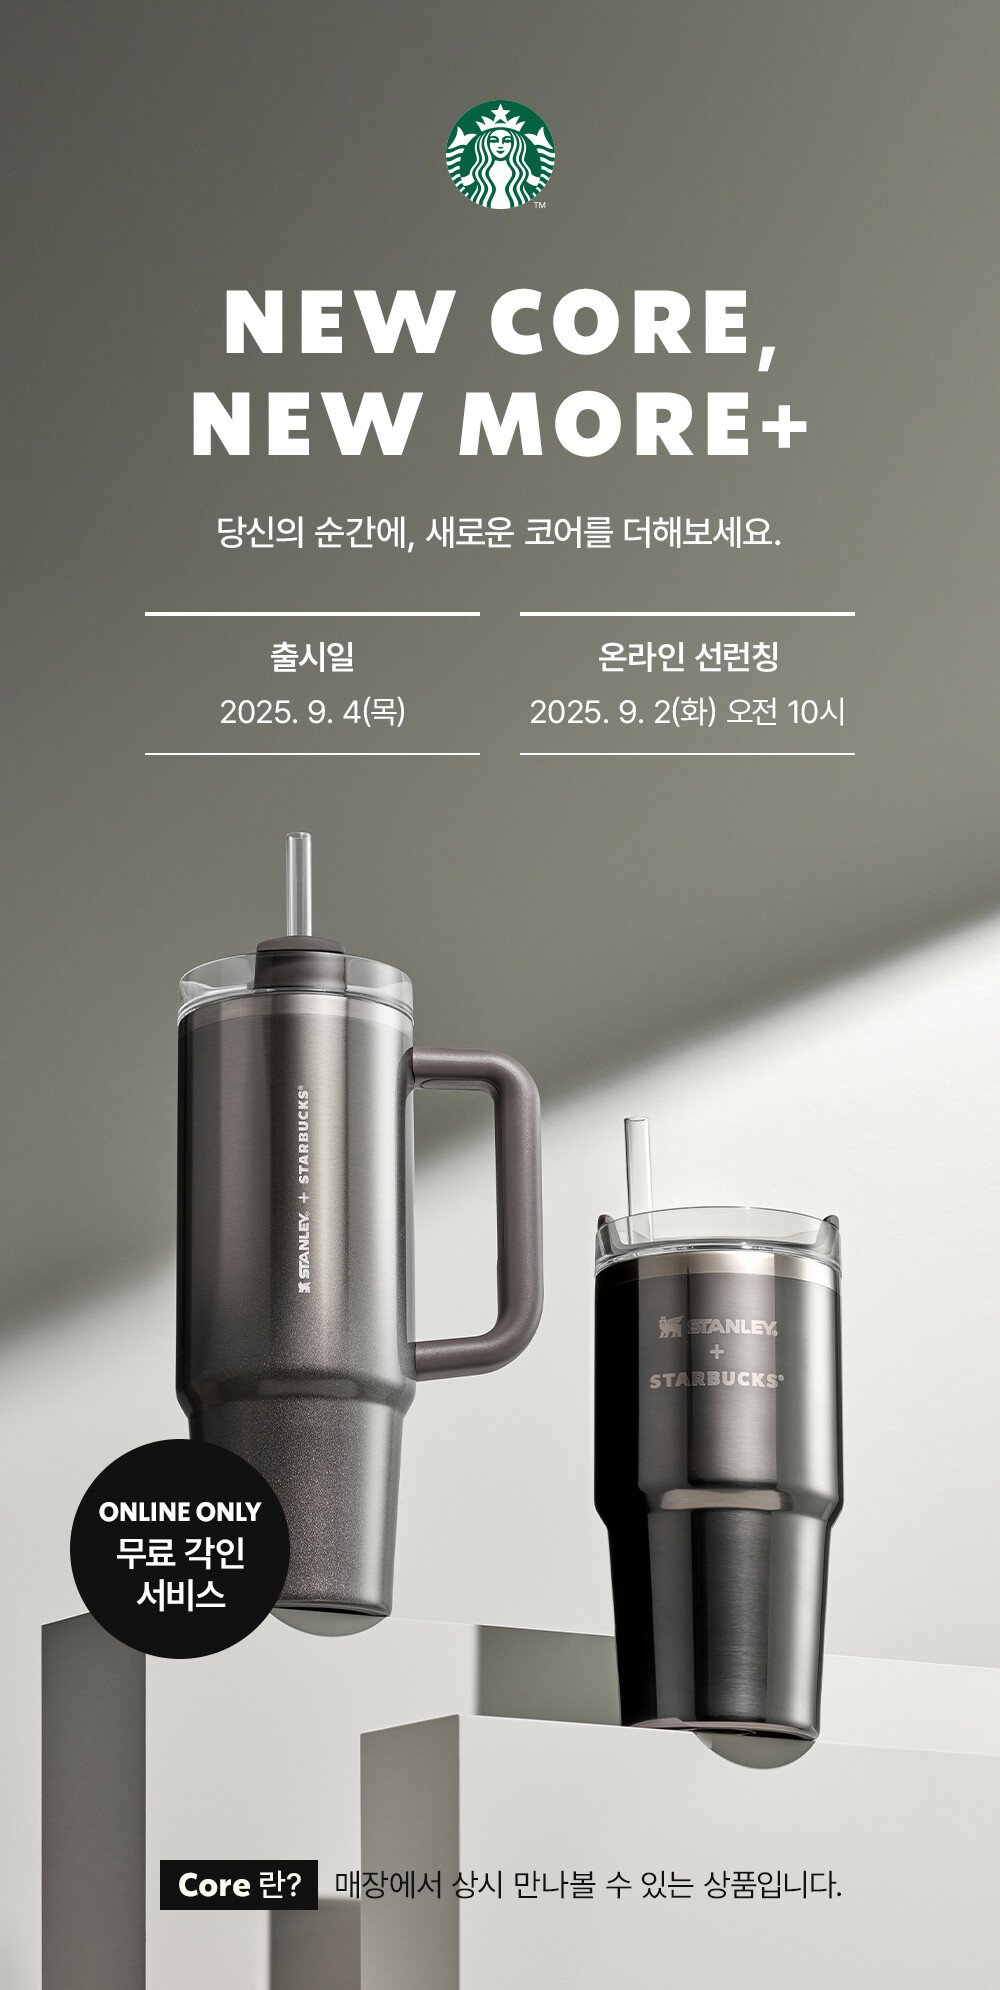 TM
NEW CORE,
NEW MORE+
당신의 순간에, 새로운 코어를 더해보세요.
출시일
2025. 9. 4(목)
온라인 선런칭
2025. 9. 2(화) 오전 10시
STANLEY. + STARBUCKS®
STANLEY.
+
STARBUCKS®
ONLINE ONLY
무료 각인
서비스
Core 란? 매장에서 상시 만나볼 수 있는 상품입니다.